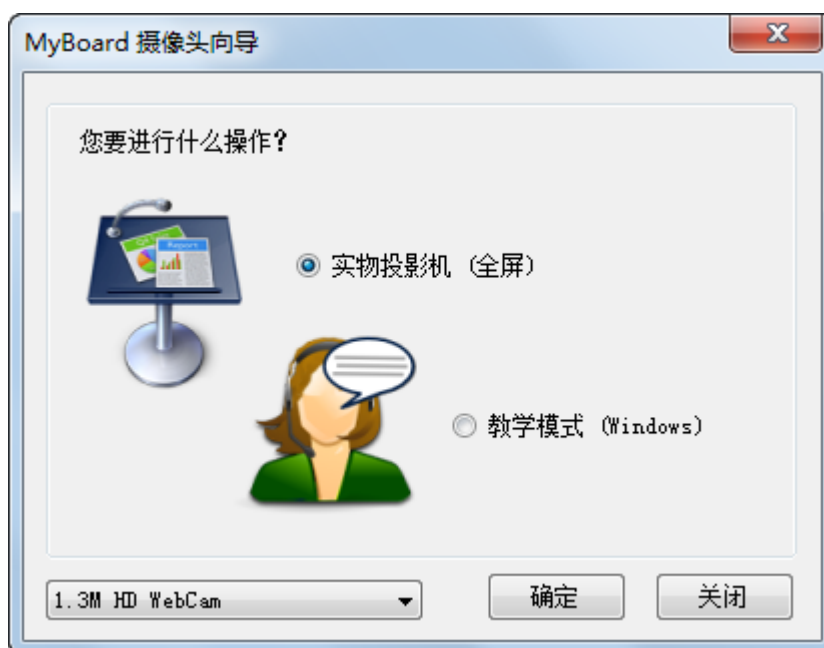 MyBoard 摄像头向导
您要进行什么操作?
Report
实物投影机 (全屏)
教学模式 (Windows)
1.3M HD WebCam
确定
关闭